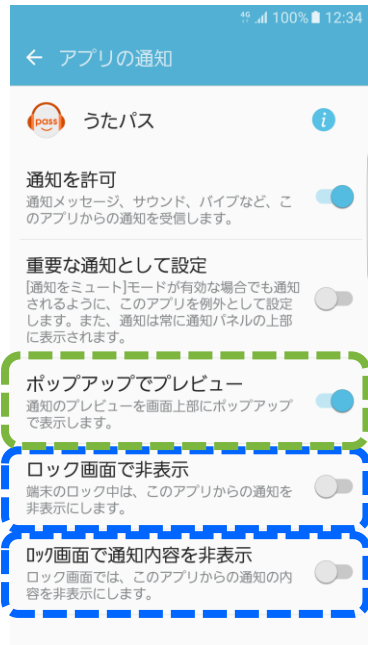 4G 100% 12:34
アプリの通知
pass うたパス i
通知を許可
通知メッセージ、サウンド、バイブなど、こ
のアプリからの通知を受信します。
重要な通知として設定
[通知をミュート]モードが有効な場合でも通知
されるように、このアプリを例外として設定
します。また、通知は常に通知パネルの上部
に表示されます。
ポップアップでプレビュー
通知のプレビューを画面上部にポップアップ
で表示します。
ロック画面で非表示
端末のロック中は、このアプリからの通知を
非表示にします。
ﾛｯｸ画面で通知内容を非表示
ロック画面では、このアプリからの通知の内
容を非表示にします。